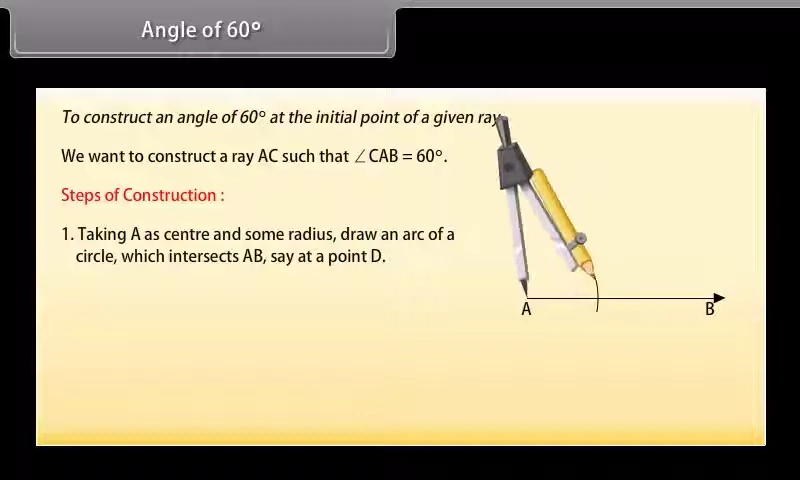 Angle of 60°
To construct an angle of 60° at the initial point of a given ray.
We want to construct a ray AC such that ∠CAB = 60°.
Steps of Construction :
1. Taking A as centre and some radius, draw an arc of a
circle, which intersects AB, say at a point D.
A B